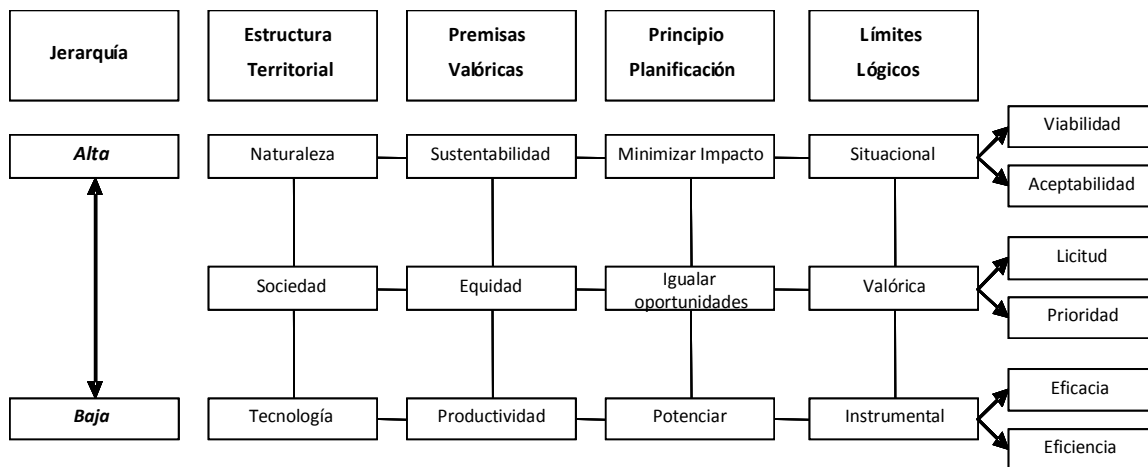 Jerarquía
Estructura
Territorial
Premisas
Valóricas
Principio
Planificación
Límites
Lógicos
Alta
Naturaleza
Sustentabilidad
Minimizar Impacto
Situacional
Viabilidad
Aceptabilidad
Sociedad
Equidad
Igualar
oportunidades
Valórica
Licitud
Prioridad
Baja
Tecnología
Productividad
Potenciar
Instrumental
Eficacia
Eficiencia